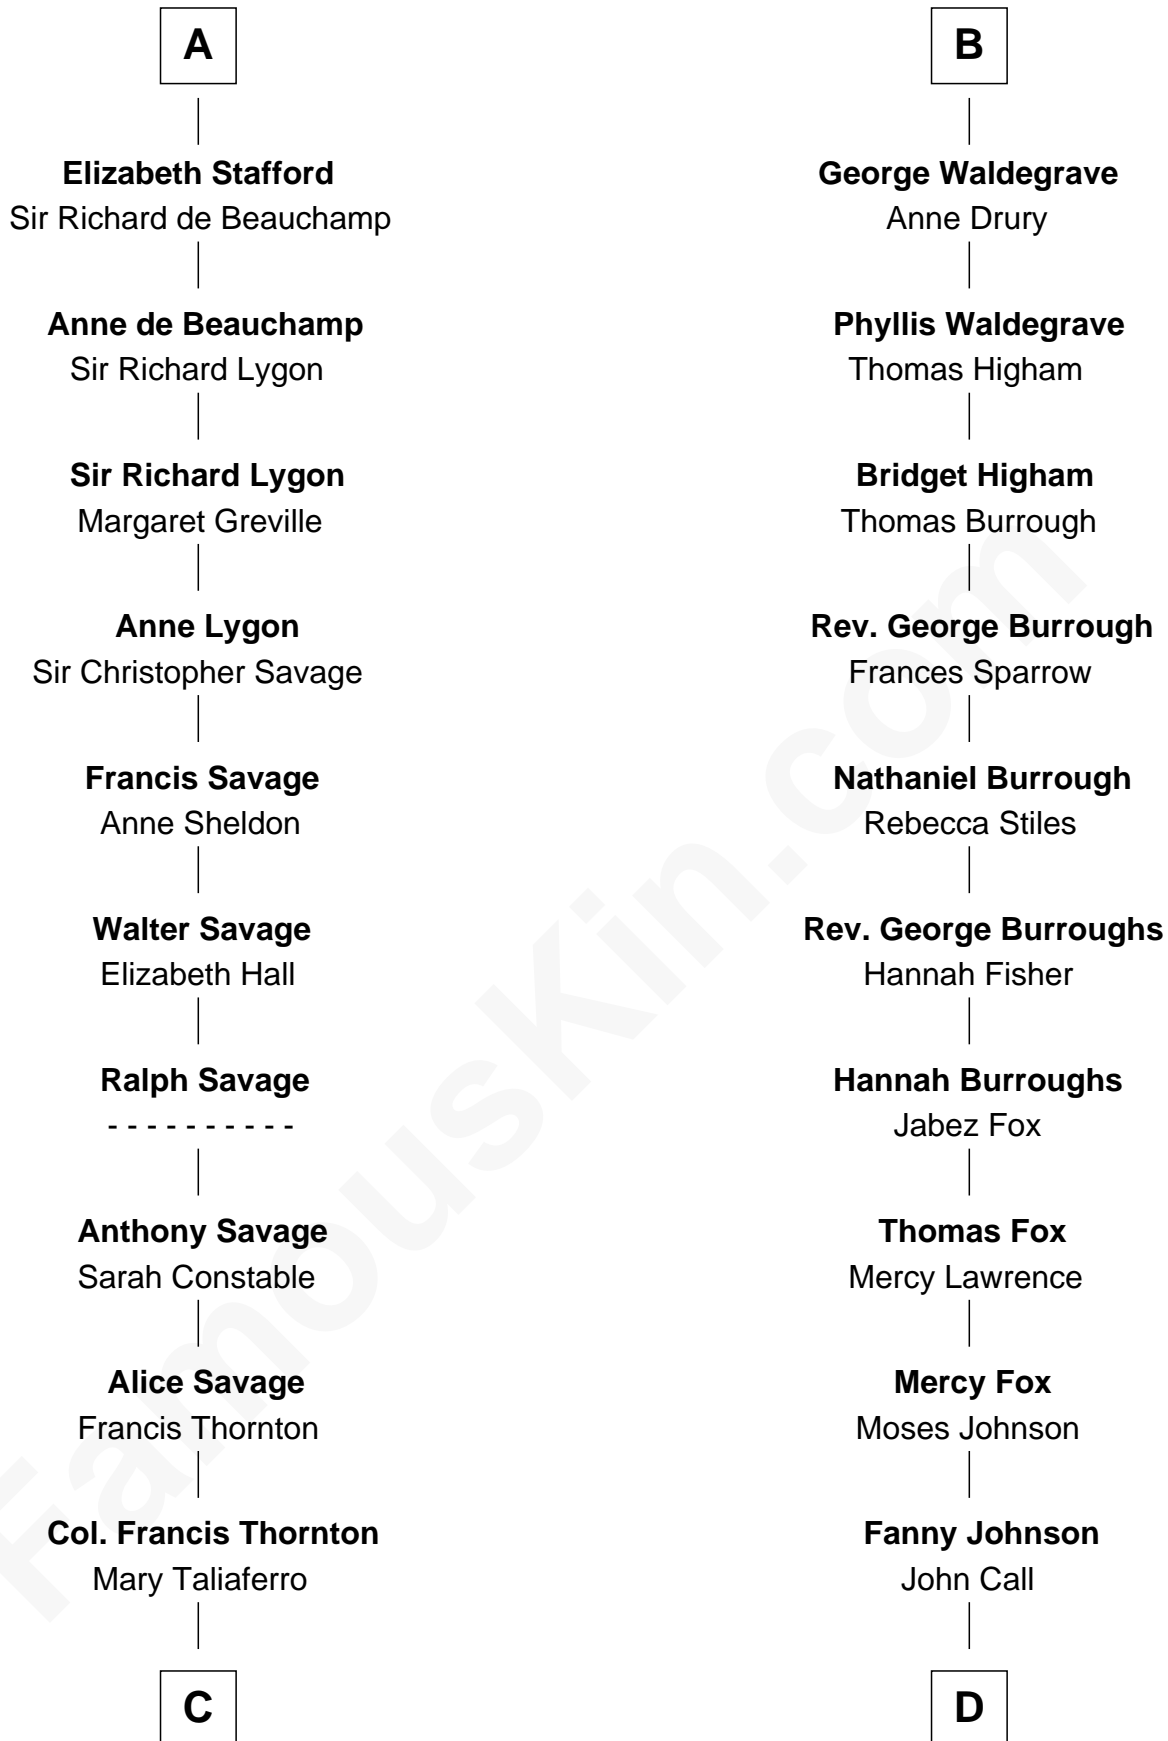 A
Elizabeth Stafford
Sir Richard de Beauchamp
Anne de Beauchamp
Sir Richard Lygon
Sir Richard Lygon
Margaret Greville
Anne Lygon
Sir Christopher Savage
Francis Savage
Anne Sheldon
Walter Savage
Elizabeth Hall
Ralph Savage
- - - - - - - - - -
Anthony Savage
Sarah Constable
Alice Savage
Francis Thornton
Col. Francis Thornton
Mary Taliaferro
C
B
George Waldegrave
Anne Drury
Phyllis Waldegrave
Thomas Higham
Bridget Higham
Thomas Burrough
Rev. George Burrough
Frances Sparrow
Nathaniel Burrough
Rebecca Stiles
Rev. George Burroughs
Hannah Fisher
Hannah Burroughs
Jabez Fox
Thomas Fox
Mercy Lawrence
Mercy Fox
Moses Johnson
Fanny Johnson
John Call
D
FamousKin.com